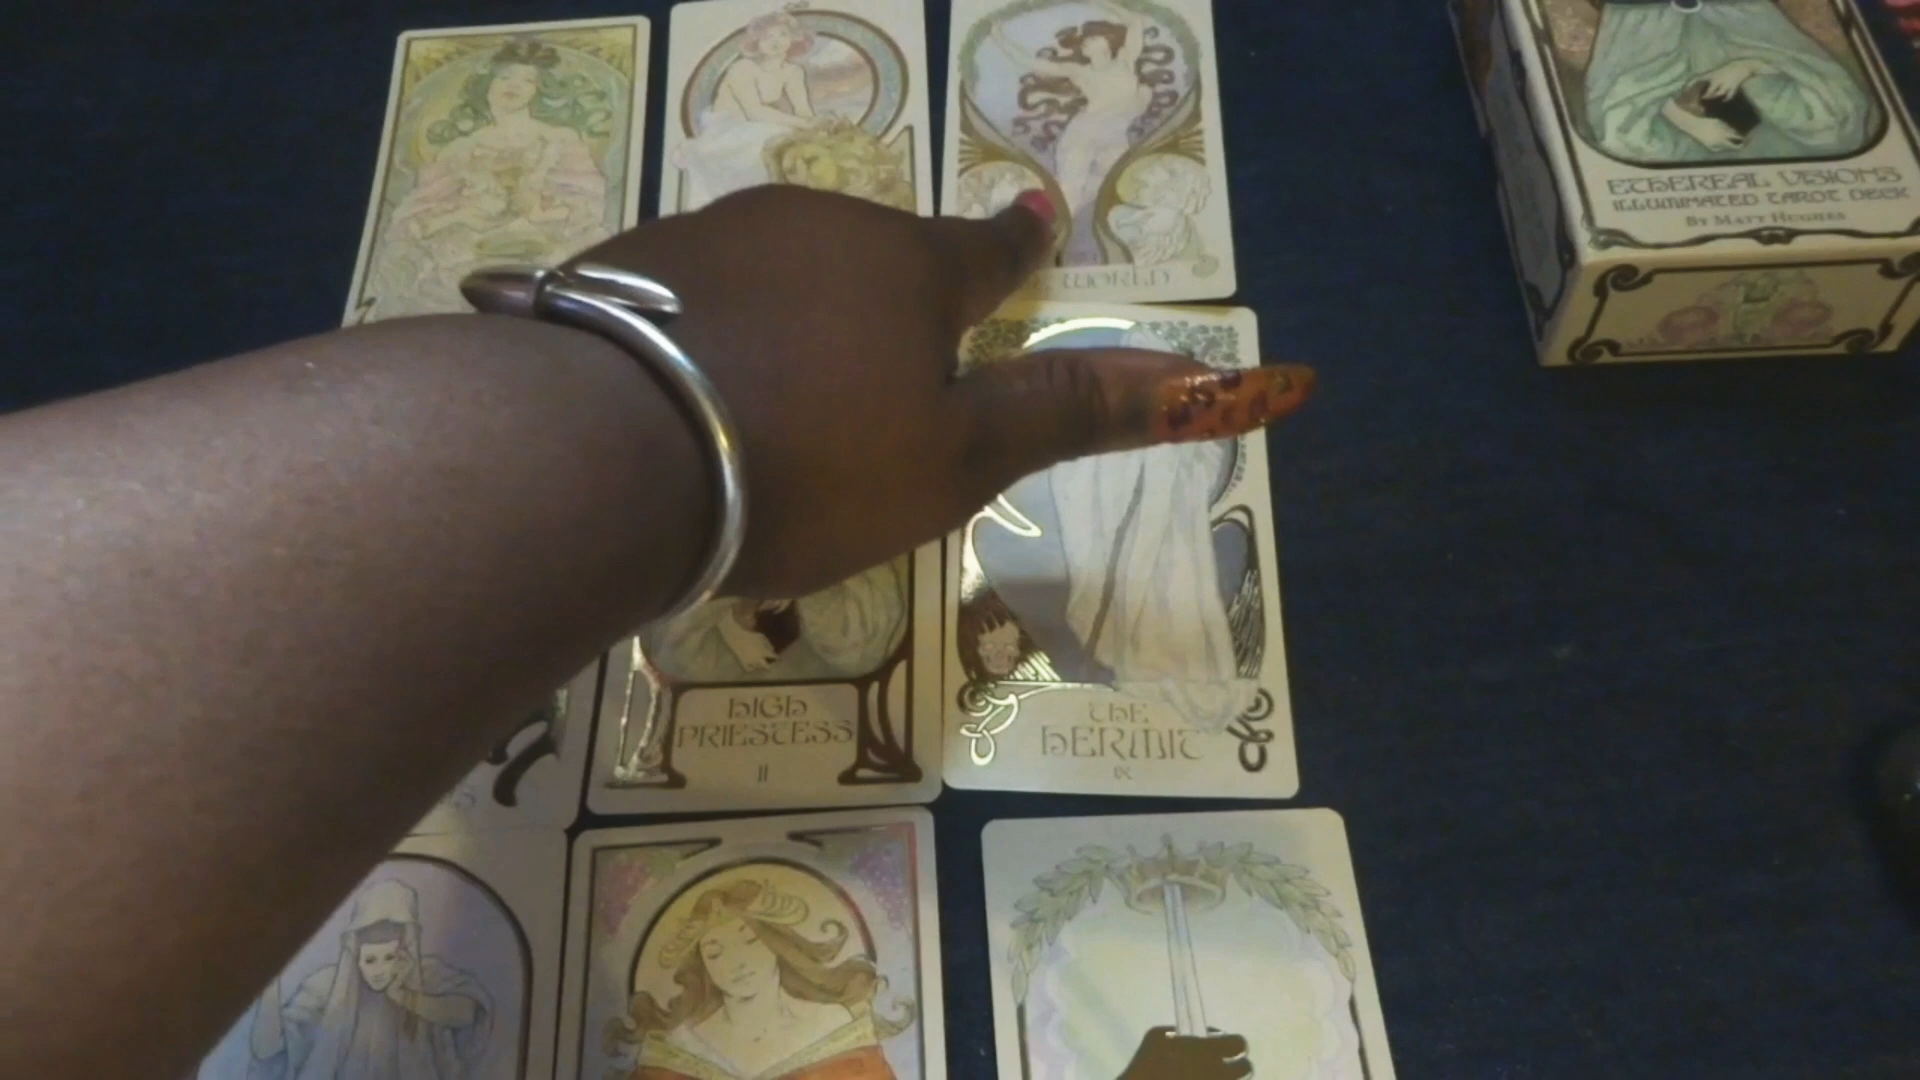 WORLD
ETHEREAL VISIONS
ILLUMINATED TAROT DECK
BY MATT HUGHES
HIGH
PRIESTESS
II
THE
HERMIT
IX